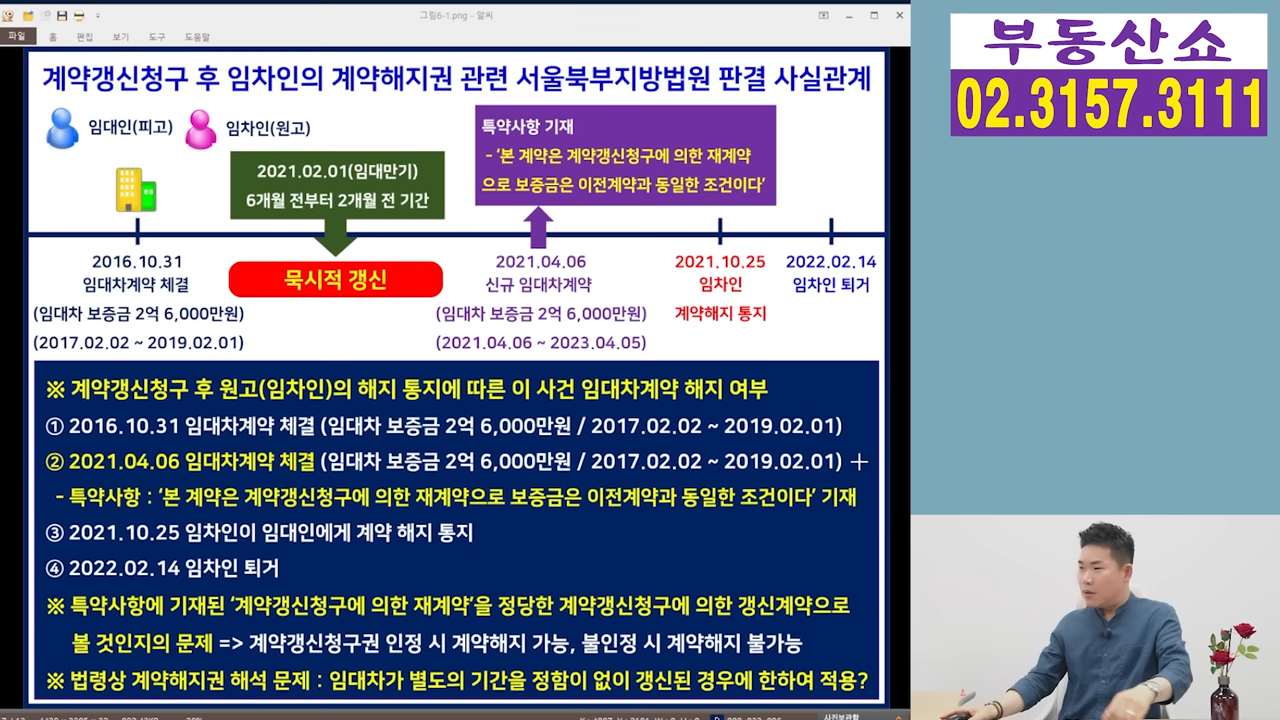 그림6-1.png - 알씨
파일 홈 편집 보기 도구 도움말
부동산쇼
02.3157.3111
계약갱신청구 후 임차인의 계약해지권 관련 서울북부지방법원 판결 사실관계
임대인(피고)
임차인(원고)
2021.02.01(임대만기)
6개월 전부터 2개월 전 기간
특약사항 기재
- ‘본 계약은 계약갱신청구에 의한 재계약
으로 보증금은 이전계약과 동일한 조건이다’
2016.10.31
임대차계약 체결
(임대차 보증금 2억 6,000만원)
(2017.02.02 ~ 2019.02.01)
묵시적 갱신
2021.04.06
신규 임대차계약
(임대차 보증금 2억 6,000만원)
(2021.04.06 ~ 2023.04.05)
2021.10.25
임차인
계약해지 통지
2022.02.14
임차인 퇴거
※ 계약갱신청구 후 원고(임차인)의 해지 통지에 따른 이 사건 임대차계약 해지 여부
① 2016.10.31 임대차계약 체결 (임대차 보증금 2억 6,000만원 / 2017.02.02 ~ 2019.02.01)
② 2021.04.06 임대차계약 체결 (임대차 보증금 2억 6,000만원 / 2017.02.02 ~ 2019.02.01) +
- 특약사항 : ‘본 계약은 계약갱신청구에 의한 재계약으로 보증금은 이전계약과 동일한 조건이다’ 기재
③ 2021.10.25 임차인이 임대인에게 계약 해지 통지
④ 2022.02.14 임차인 퇴거
※ 특약사항에 기재된 ‘계약갱신청구에 의한 재계약’을 정당한 계약갱신청구에 의한 갱신계약으로
볼 것인지의 문제 => 계약갱신청구권 인정 시 계약해지 가능, 불인정 시 계약해지 불가능
※ 법령상 계약해지권 해석 문제 : 임대차가 별도의 기간을 정함이 없이 갱신된 경우에 한하여 적용?